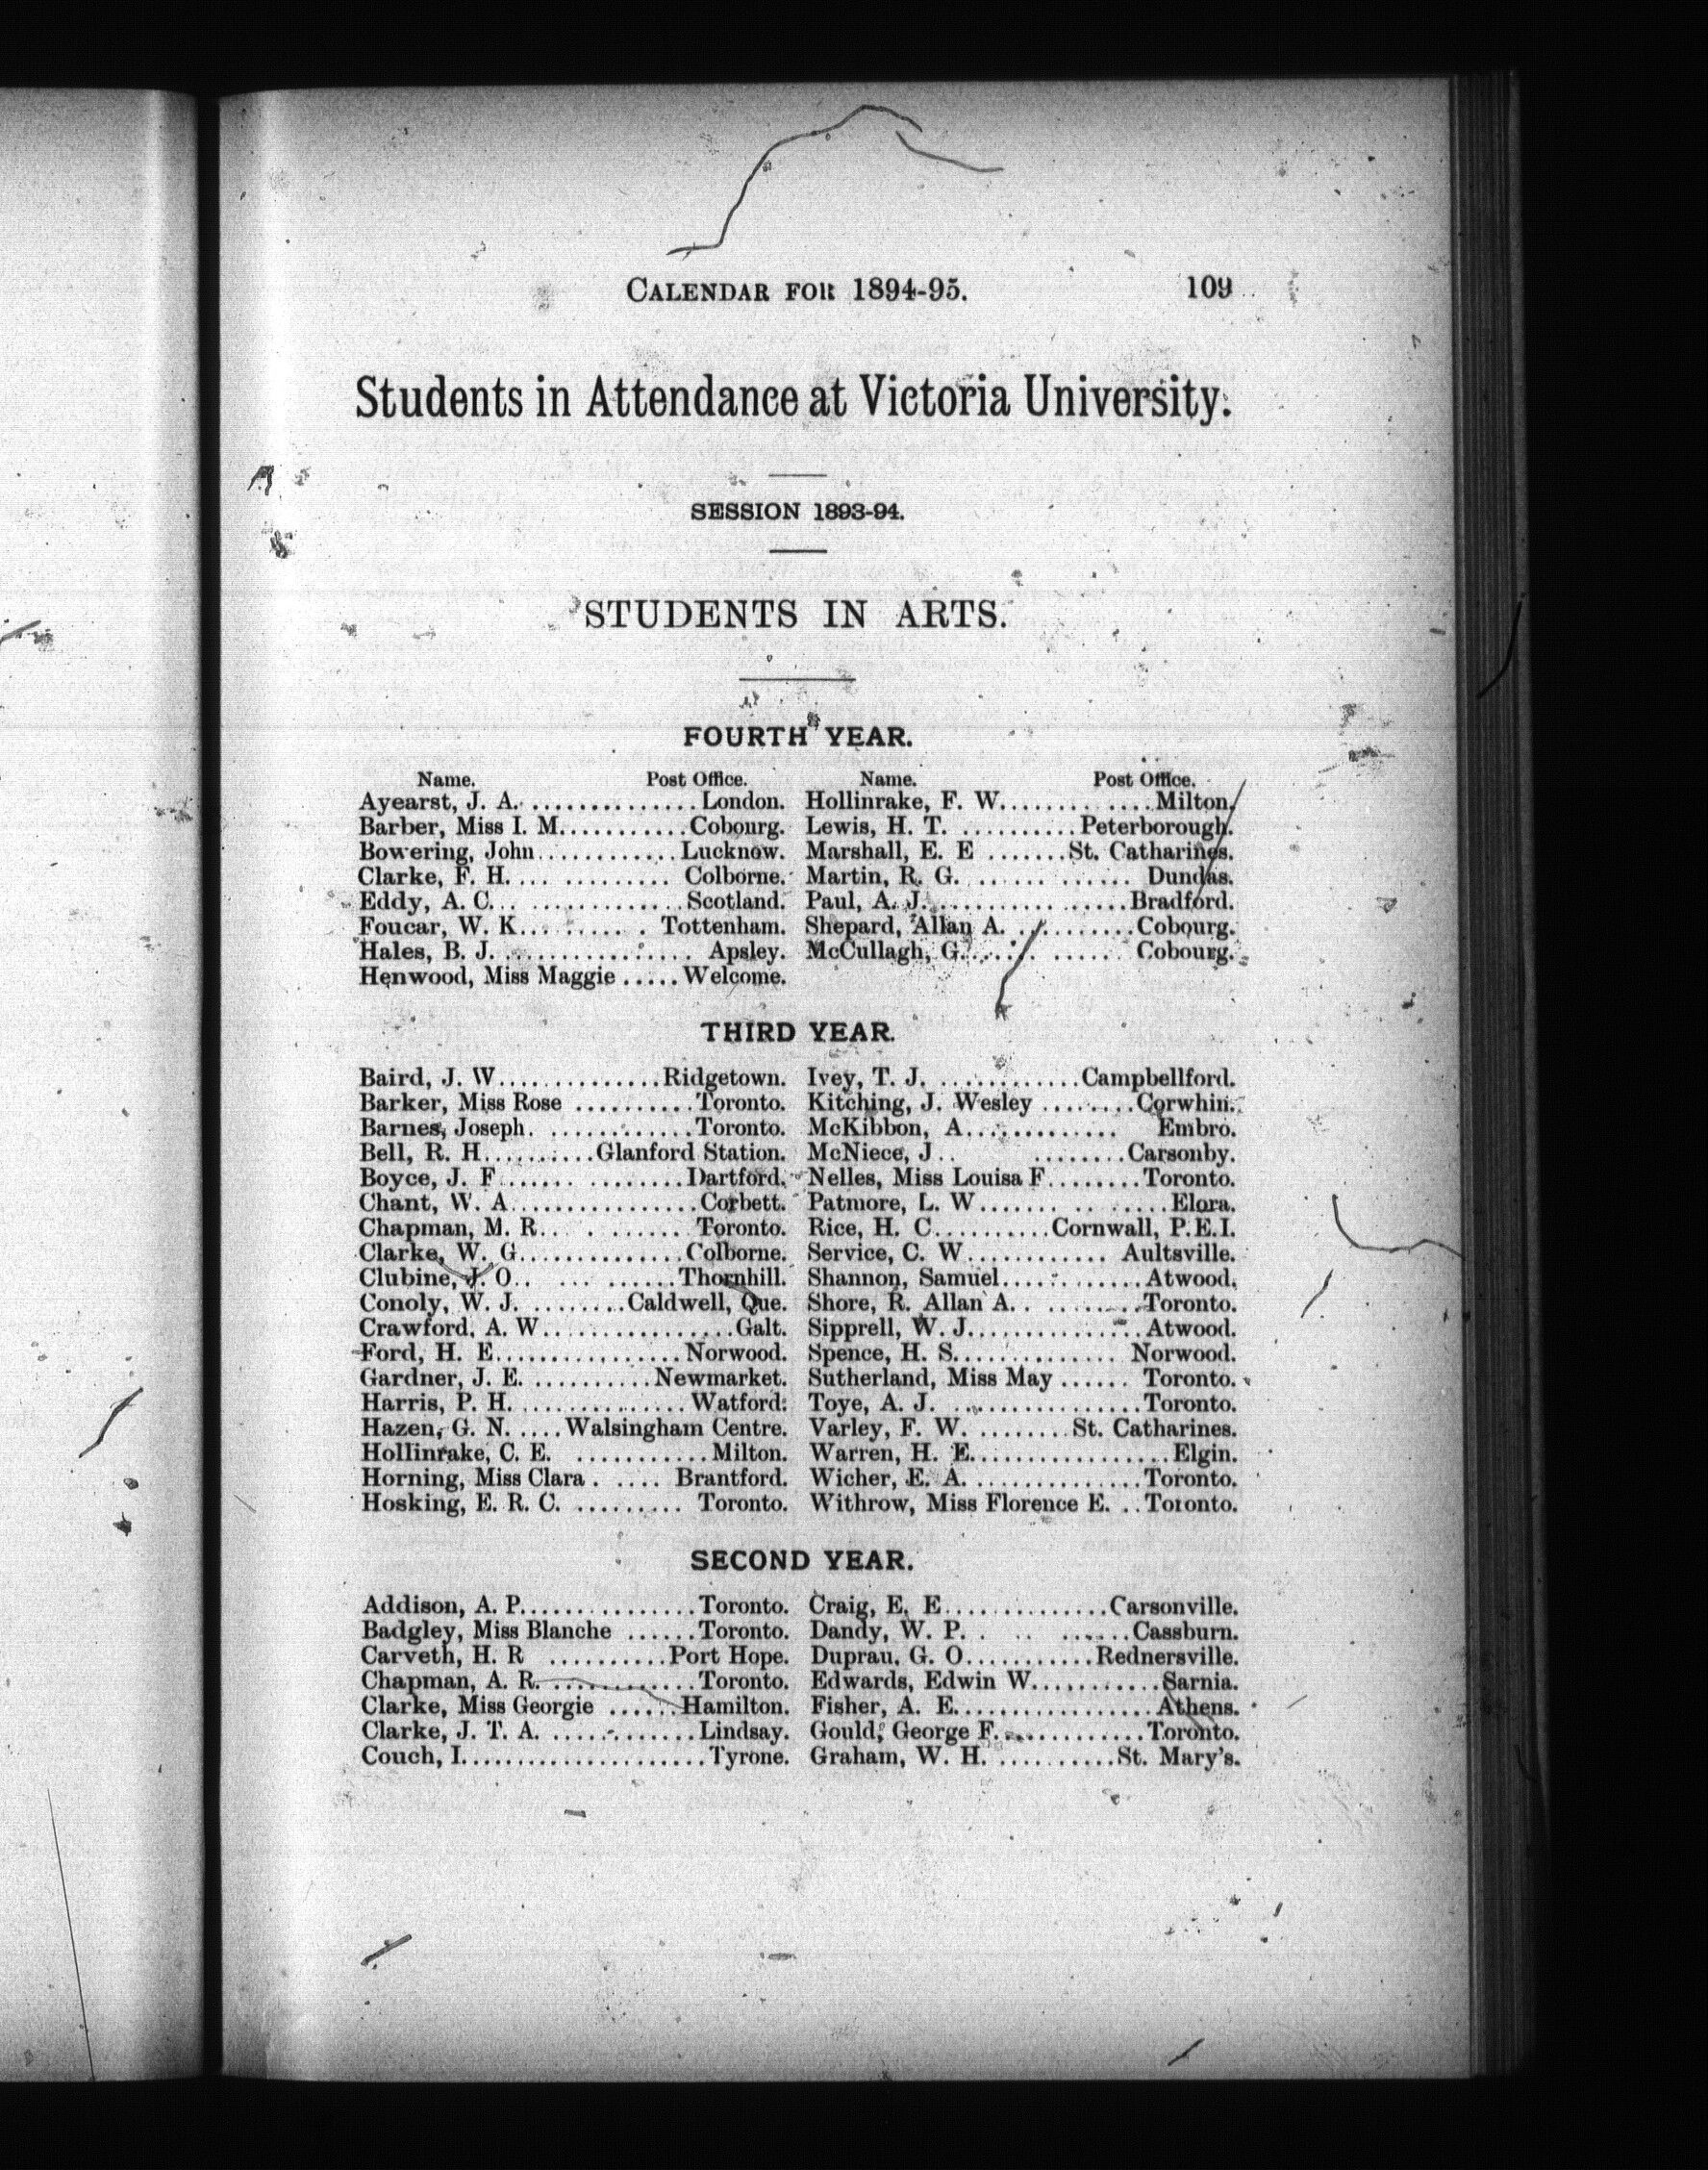 CALENDAR FOR 1894-95. 109
Students in Attendance at Victoria University.
SESSION 1893-94.
STUDENTS IN ARTS.
FOURTH YEAR.
Name. Post Office. Name. Post Office.
Ayearst, J. A. .............. London. Hollinrake, F. W. ........... Milton.
Barber, Miss I. M. .......... Cobourg. Lewis, H. T. .......... Peterborough.
Bowering, John ............ Lucknow. Marshall, E. E ....... St. Catharines.
Clarke, F. H. ............ Colborne. Martin, R. G. ............ Dundas.
Eddy, A. C. ............... Scotland. Paul, A. J. ................ Bradford.
Foucar, W. K. ......... Tottenham. Shepard, Allan A. .......... Cobourg.
Hales, B. J. ................ Apsley. McCullagh, G. ........... Cobourg.
Henwood, Miss Maggie ..... Welcome.
THIRD YEAR.
Baird, J. W. ............. Ridgetown. Ivey, T. J. ............ Campbellford.
Barker, Miss Rose .......... Toronto. Kitching, J. Wesley ........ Corwhin.
Barnes, Joseph. ............ Toronto. McKibbon, A. ............ Embro.
Bell, R. H. ......... Glanford Station. McNiece, J .......... Carsonby.
Boyce, J. F. .............. Dartford. Nelles, Miss Louisa F. ....... Toronto.
Chant, W. A. ............... Corbett. Patmore, L. W. .............. Elora.
Chapman, M. R. .......... Toronto. Rice, H. C. ......... Cornwall, P.E.I.
Clarke, W. G. ............. Colborne. Service, C. W. ........... Aultsville.
Clubine, J. O. .......... Thornhill. Shannon, Samuel ............ Atwood.
Conoly, W. J. ........ Caldwell, Que. Shore, R. Allan A. ......... Toronto.
Crawford, A. W. ............... Galt. Sipprell, W. J. .............. Atwood.
Ford, H. E. ............... Norwood. Spence, H. S. ............. Norwood.
Gardner, J. E. .......... Newmarket. Sutherland, Miss May ...... Toronto.
Harris, P. H. .............. Watford. Toye, A. J. ................ Toronto.
Hazen, G. N. .... Walsingham Centre. Varley, F. W. ........ St. Catharines.
Hollinrake, C. E. ........... Milton. Warren, H. E. ................ Elgin.
Horning, Miss Clara ..... Brantford. Wicher, E. A. .............. Toronto.
Hosking, E. R. C. ......... Toronto. Withrow, Miss Florence E. .. Toronto.
SECOND YEAR.
Addison, A. P. .............. Toronto. Craig, E. E. ............. Carsonville.
Badgley, Miss Blanche ...... Toronto. Dandy, W. P. .......... Cassburn.
Carveth, H. R .......... Port Hope. Duprau, G. O. .......... Rednersville.
Chapman, A. R. ............ Toronto. Edwards, Edwin W. .......... Sarnia.
Clarke, Miss Georgie ...... Hamilton. Fisher, A. E. ................ Athens.
Clarke, J. T. A. ............ Lindsay. Gould, George F. ............ Toronto.
Couch, I. .................... Tyrone. Graham, W. H. .......... St. Mary's.